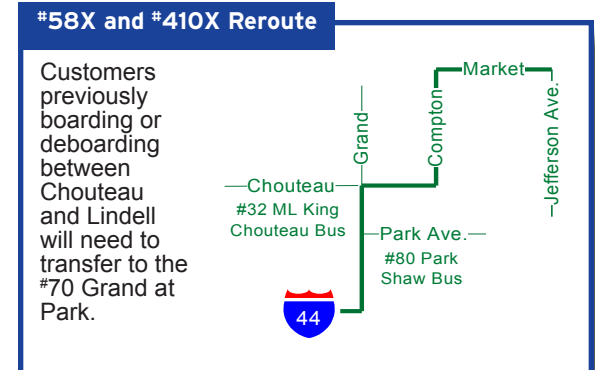 #58X and #410X Reroute
Customers
previously
boarding or
deboarding
between
Chouteau
and Lindell
will need to
transfer to the
#70 Grand at
Park.
Market
Grand
Compton
Jefferson Ave.
Chouteau
#32 ML King
Chouteau Bus
Park Ave.
#80 Park
Shaw Bus
44